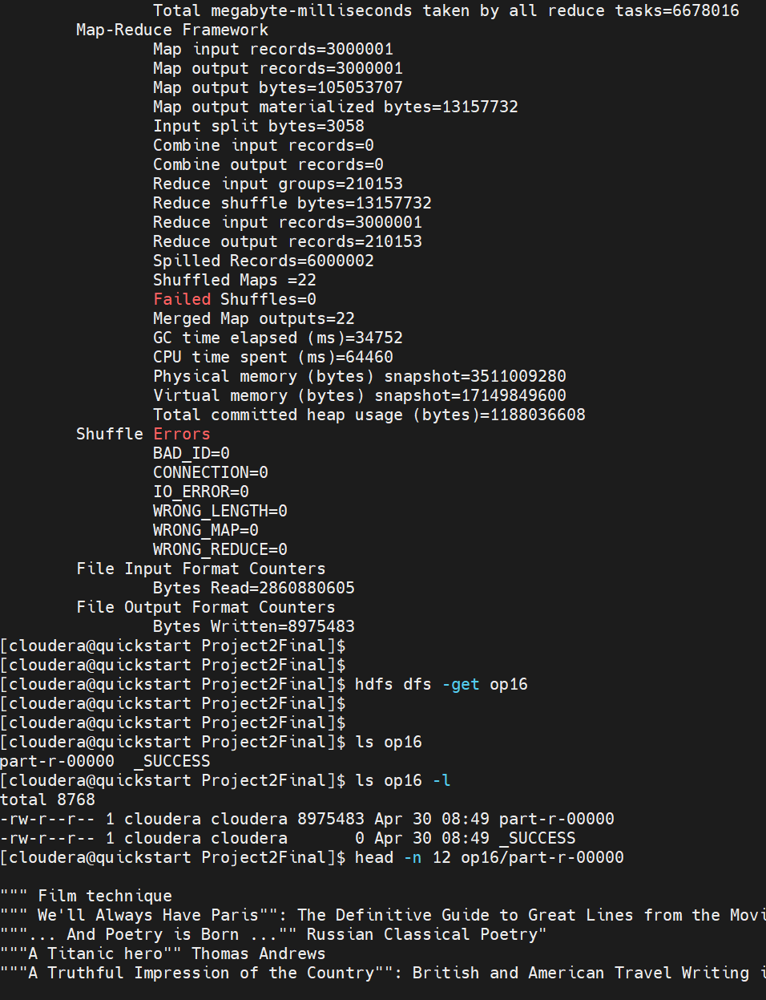 Total megabyte-milliseconds taken by all reduce tasks=6678016
Map-Reduce Framework
Map input records=3000001
Map output records=3000001
Map output bytes=105053707
Map output materialized bytes=13157732
Input split bytes=3058
Combine input records=0
Combine output records=0
Reduce input groups=210153
Reduce shuffle bytes=13157732
Reduce input records=3000001
Reduce output records=210153
Spilled Records=6000002
Shuffled Maps =22
Failed Shuffles=0
Merged Map outputs=22
GC time elapsed (ms)=34752
CPU time spent (ms)=64460
Physical memory (bytes) snapshot=3511009280
Virtual memory (bytes) snapshot=17149849600
Total committed heap usage (bytes)=1188036608
Shuffle Errors
BAD_ID=0
CONNECTION=0
IO_ERROR=0
WRONG_LENGTH=0
WRONG_MAP=0
WRONG_REDUCE=0
File Input Format Counters
Bytes Read=2860880605
File Output Format Counters
Bytes Written=8975483
[cloudera@quickstart Project2Final]$
[cloudera@quickstart Project2Final]$
[cloudera@quickstart Project2Final]$ hdfs dfs -get op16
[cloudera@quickstart Project2Final]$
[cloudera@quickstart Project2Final]$
[cloudera@quickstart Project2Final]$ ls op16
part-r-00000  _SUCCESS
[cloudera@quickstart Project2Final]$ ls op16 -l
total 8768
-rw-r--r-- 1 cloudera cloudera 8975483 Apr 30 08:49 part-r-00000
-rw-r--r-- 1 cloudera cloudera       0 Apr 30 08:49 _SUCCESS
[cloudera@quickstart Project2Final]$ head -n 12 op16/part-r-00000
""" Film technique
""" We'll Always Have Paris"": The Definitive Guide to Great Lines from the Movi
"""... And Poetry is Born ..."" Russian Classical Poetry"
"""A Titanic hero"" Thomas Andrews
"""A Truthful Impression of the Country"": British and American Travel Writing i